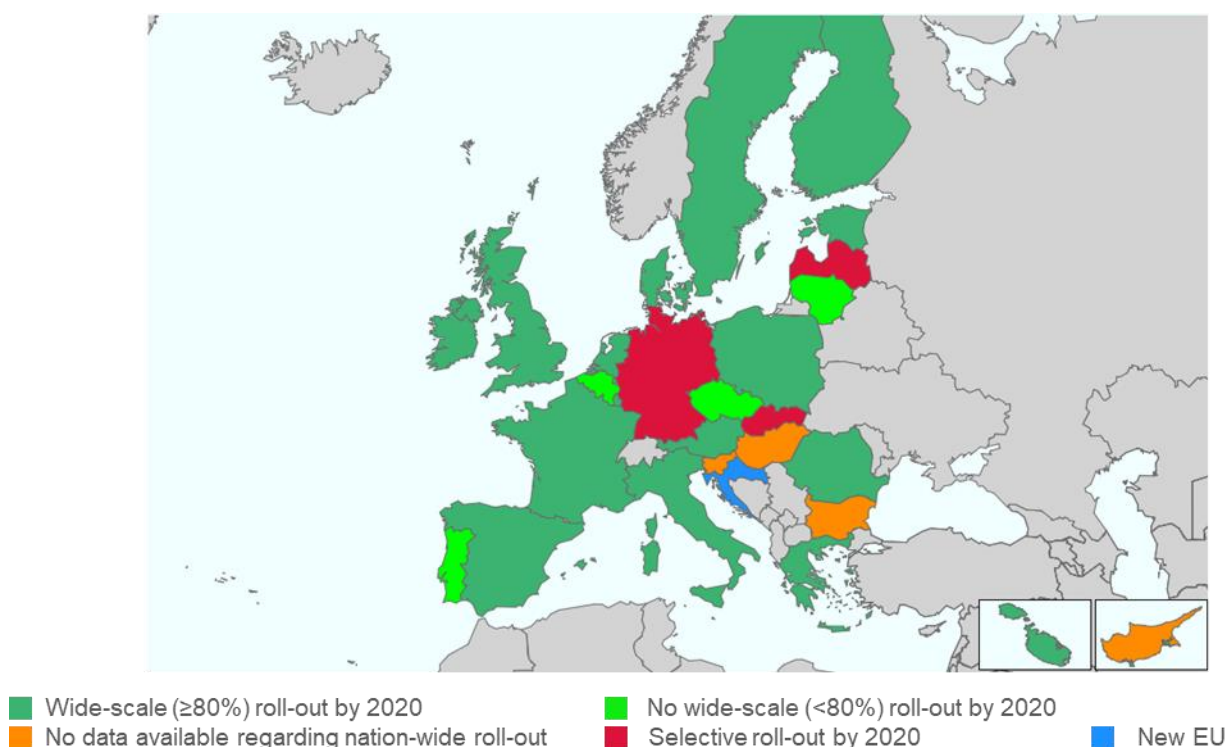 Wide-scale (≥80%) roll-out by 2020
No wide-scale (<80%) roll-out by 2020
No data available regarding nation-wide roll-out
Selective roll-out by 2020
New EU